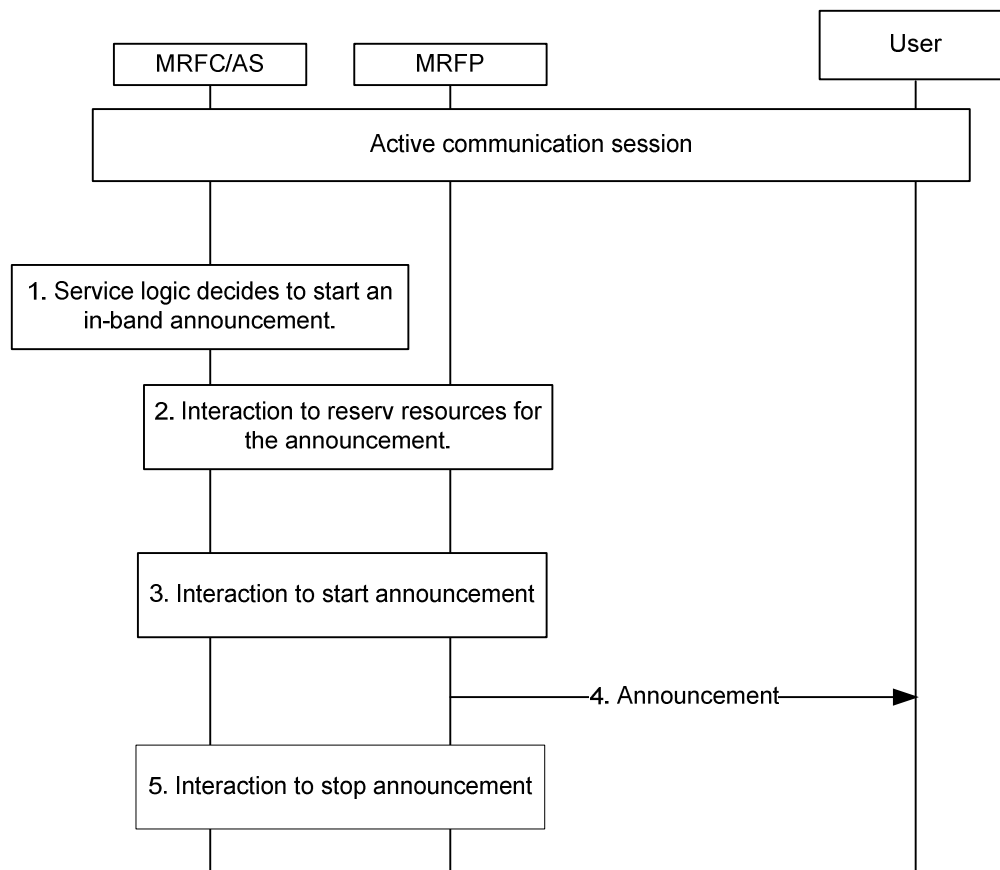 User
MRFC/AS
MRFP
Active communication session
1. Service logic decides to start an
in-band announcement.
2. Interaction to reserv resources for
the announcement.
3. Interaction to start announcement
4. Announcement
5. Interaction to stop announcement